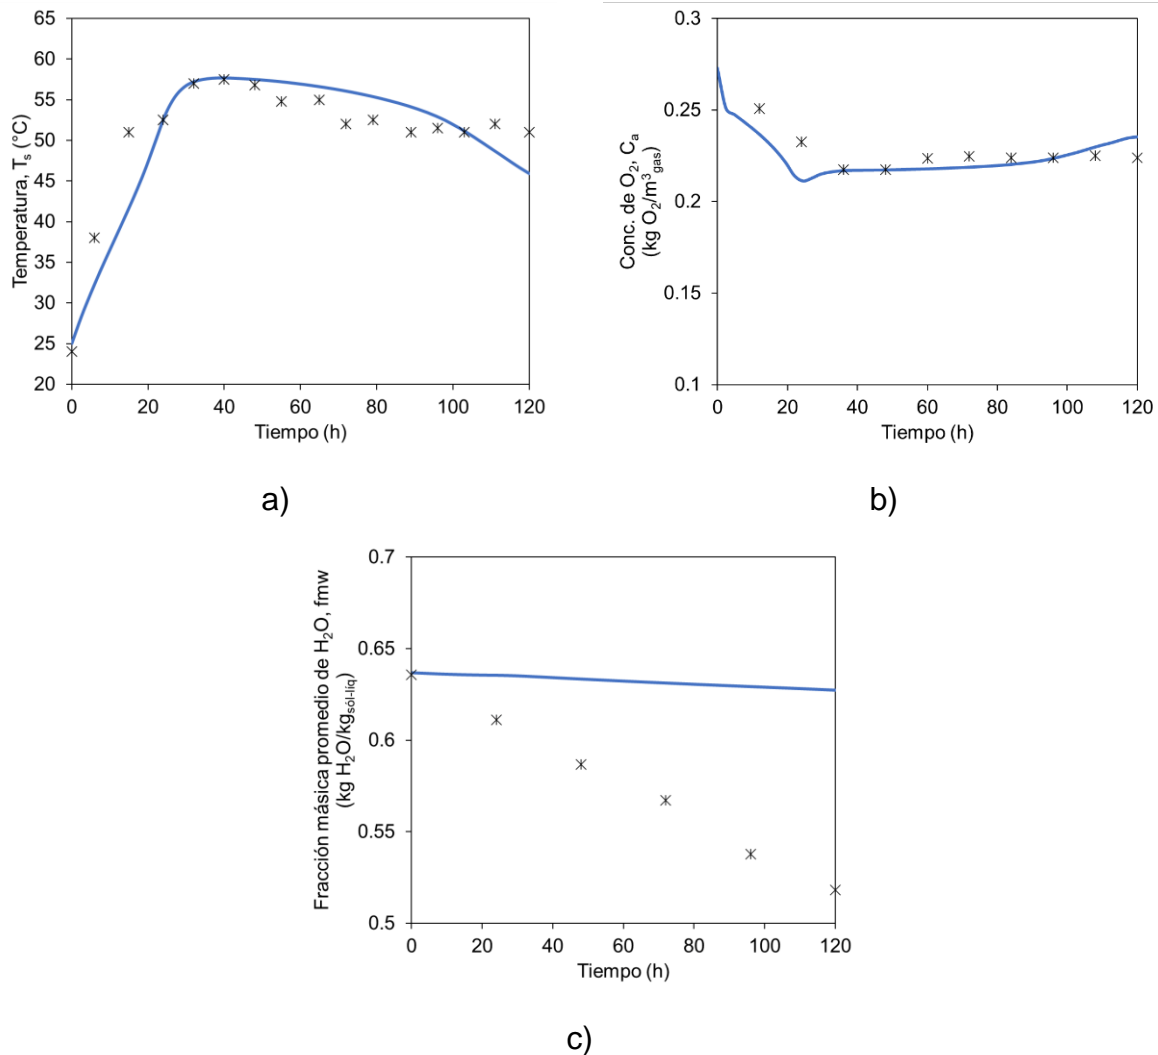 65
60
55
50
45
40
35
30
25
20
0 20 40 60 80 100 120
Temperatura, Tₛ (°C)
Tiempo (h)
a)
0.3
0.25
0.2
0.15
0.1
0 20 40 60 80 100 120
Conc. de O₂, Cₐ
(kg O₂/m³gas)
Tiempo (h)
b)
0.7
0.65
0.6
0.55
0.5
0 20 40 60 80 100 120
Fracción másica promedio de H₂O, fmw
(kg H₂O/kgsól-líq)
Tiempo (h)
c)